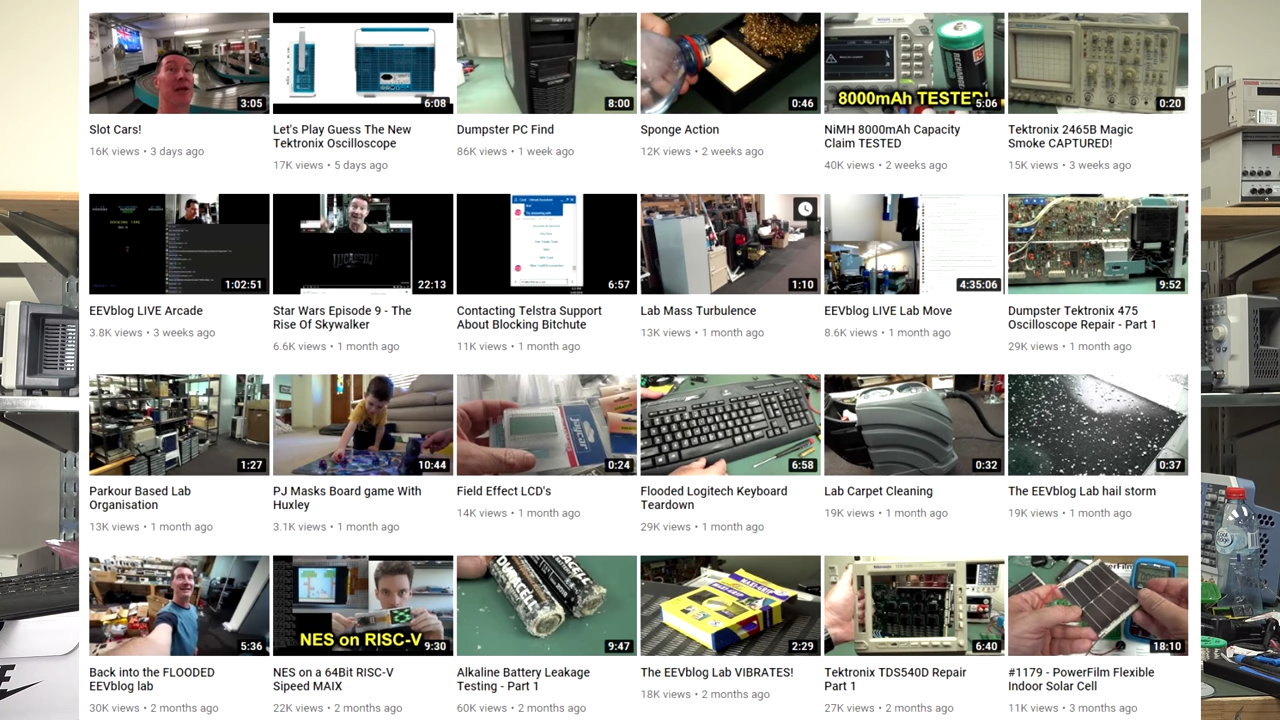 3:05
6:08
8:00
0:46
8000mAh TESTED!
5:06
0:20
Slot Cars!
Let's Play Guess The New
Tektronix Oscilloscope
Dumpster PC Find
Sponge Action
NiMH 8000mAh Capacity
Claim TESTED
Tektronix 2465B Magic
Smoke CAPTURED!
16K views • 3 days ago
17K views • 5 days ago
86K views • 1 week ago
12K views • 2 weeks ago
40K views • 2 weeks ago
15K views • 3 weeks ago
1:02:51
22:13
6:57
1:10
4:35:06
9:52
EEVblog LIVE Arcade
Star Wars Episode 9 - The
Rise Of Skywalker
Contacting Telstra Support
About Blocking Bitchute
Lab Mass Turbulence
EEVblog LIVE Lab Move
Dumpster Tektronix 475
Oscilloscope Repair - Part 1
3.8K views • 3 weeks ago
6.6K views • 1 month ago
11K views • 1 month ago
13K views • 1 month ago
8.6K views • 1 month ago
29K views • 1 month ago
1:27
10:44
Jaycar
0:24
6:58
0:32
0:37
Parkour Based Lab
Organisation
PJ Masks Board game With
Huxley
Field Effect LCD's
Flooded Logitech Keyboard
Teardown
Lab Carpet Cleaning
The EEVblog Lab hail storm
13K views • 1 month ago
3.1K views • 1 month ago
14K views • 1 month ago
29K views • 1 month ago
19K views • 1 month ago
19K views • 1 month ago
5:36
NES on RISC-V
9:30
DURACELL
9:47
2:29
6:40
18:10
Back into the FLOODED
EEVblog lab
NES on a 64Bit RISC-V
Sipeed MAIX
Alkaline Battery Leakage
Testing - Part 1
The EEVblog Lab VIBRATES!
Tektronix TDS540D Repair
Part 1
#1179 - PowerFilm Flexible
Indoor Solar Cell
30K views • 2 months ago
22K views • 2 months ago
60K views • 2 months ago
18K views • 2 months ago
27K views • 2 months ago
11K views • 3 months ago